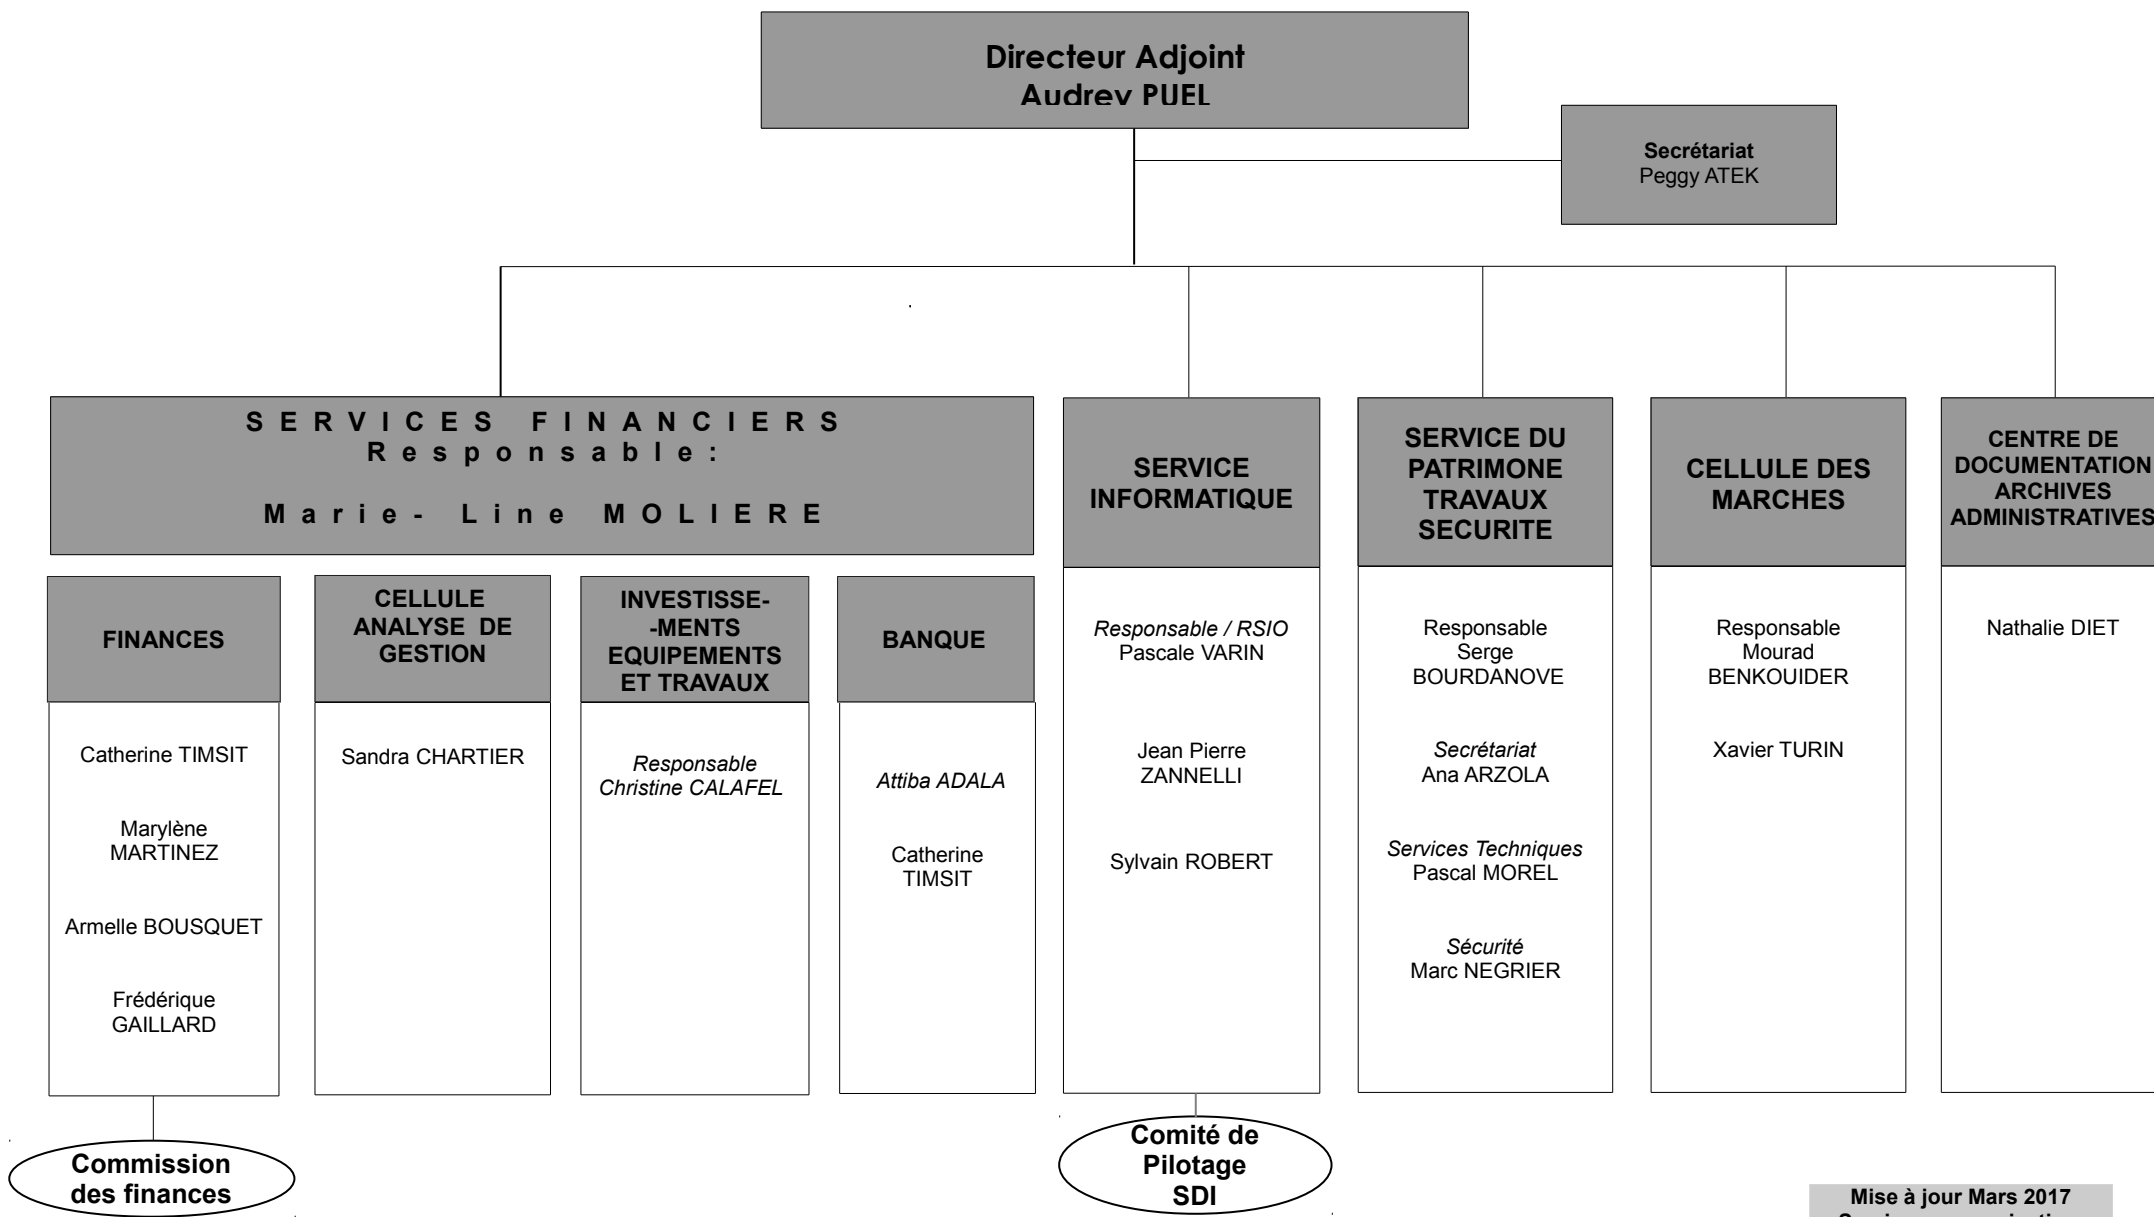 Directeur Adjoint
Audrey PUEL
Secrétariat
Peggy ATEK
SERVICES FINANCIERS
Responsable:
Marie- Line MOLIERE
SERVICE
INFORMATIQUE
SERVICE DU
PATRIMONE
TRAVAUX
SECURITE
CELLULE DES
MARCHES
CENTRE DE
DOCUMENTATION
ARCHIVES
ADMINISTRATIVES
FINANCES
CELLULE
ANALYSE DE
GESTION
INVESTISSE-
-MENTS
EQUIPEMENTS
ET TRAVAUX
BANQUE
Catherine TIMSIT
Marylène
MARTINEZ
Armelle BOUSQUET
Frédérique
GAILLARD
Sandra CHARTIER
Responsable
Christine CALAFEL
Attiba ADALA
Catherine
TIMSIT
Responsable / RSIO
Pascale VARIN
Jean Pierre
ZANNELLI
Sylvain ROBERT
Responsable
Serge
BOURDANOVE
Secrétariat
Ana ARZOLA
Services Techniques
Pascal MOREL
Sécurité
Marc NEGRIER
Responsable
Mourad
BENKOUIDER
Xavier TURIN
Nathalie DIET
Commission
des finances
Comité de
Pilotage
SDI
Mise à jour Mars 2017